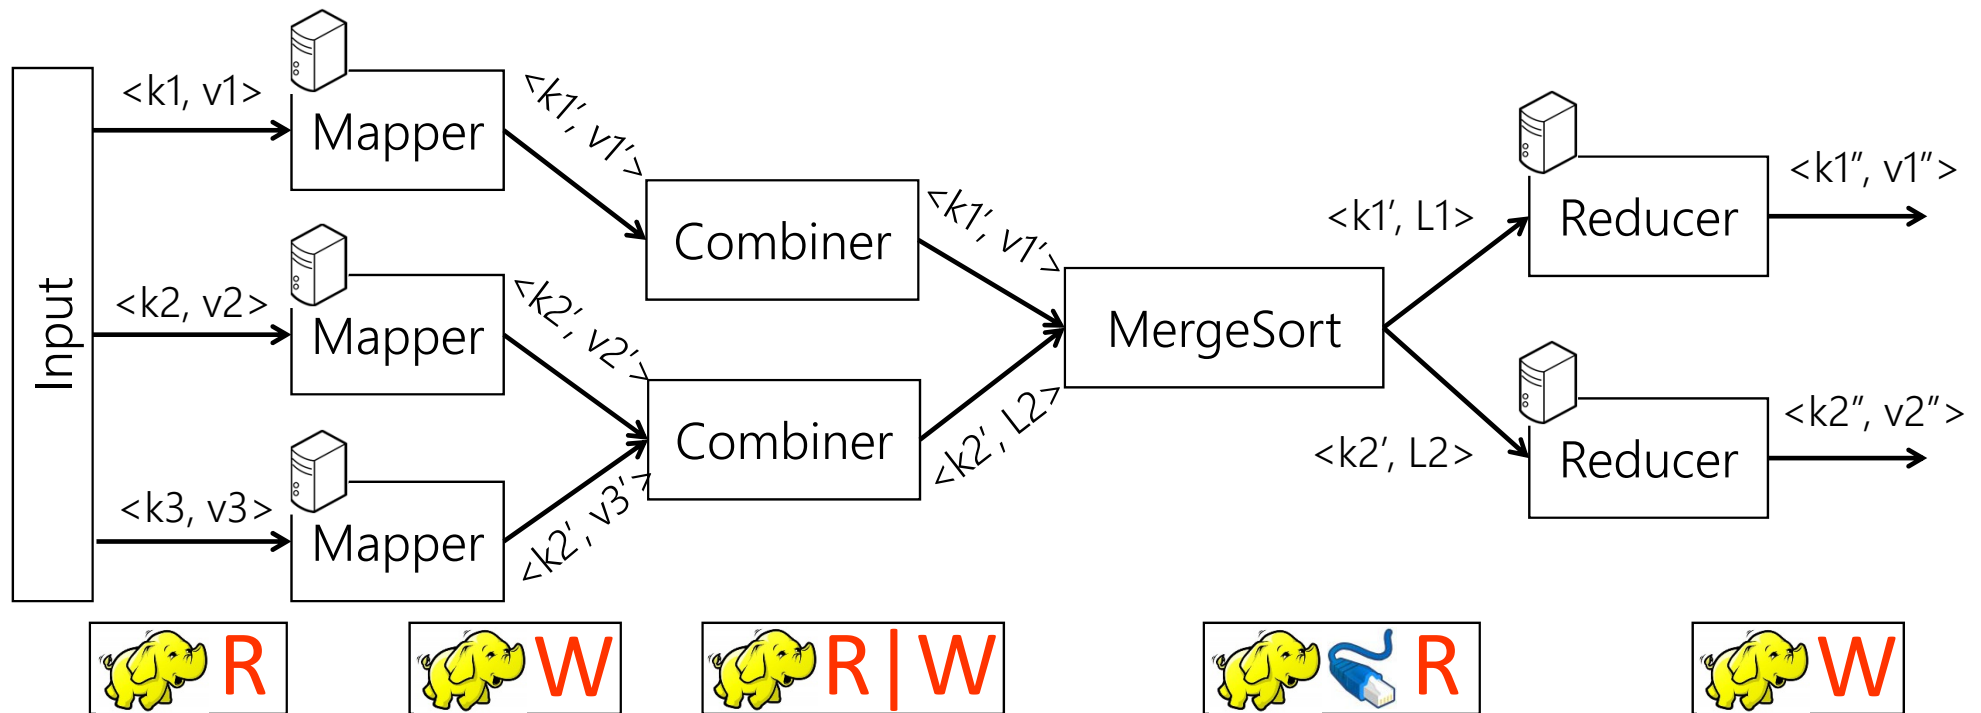 Input
<k1, v1>
<k2, v2>
<k3, v3>
Mapper
Mapper
Mapper
<k1′, v1′>
<k2′, v2′>
<k2′, v3′>
Combiner
Combiner
<k1′, v1′>
<k2′, L2>
MergeSort
<k1′, L1>
<k2′, L2>
Reducer
Reducer
<k1″, v1″>
<k2″, v2″>
R
W
R|W
R
W